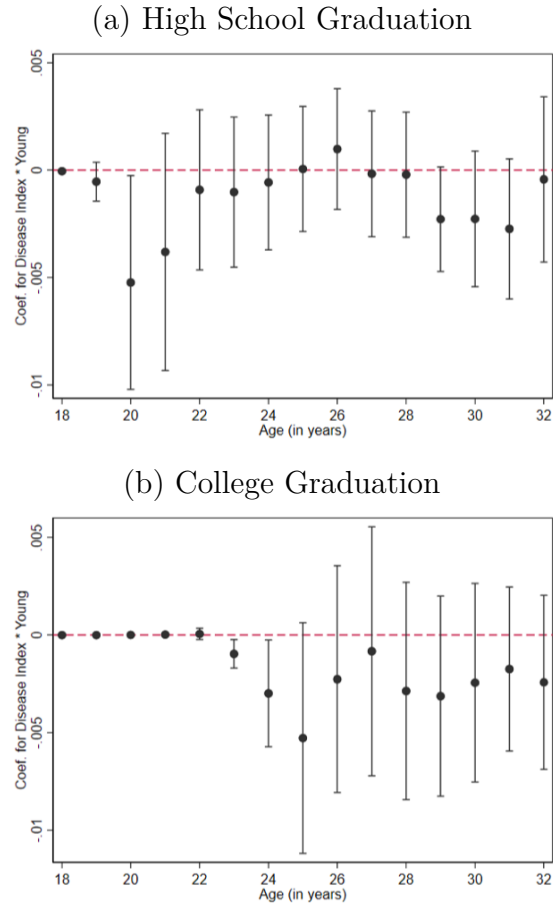 (a) High School Graduation
Coef. for Disease Index * Young
.005
0
-.005
-.01
18 20 22 24 26 28 30 32
Age (in years)
(b) College Graduation
Coef. for Disease Index * Young
.005
0
-.005
-.01
18 20 22 24 26 28 30 32
Age (in years)